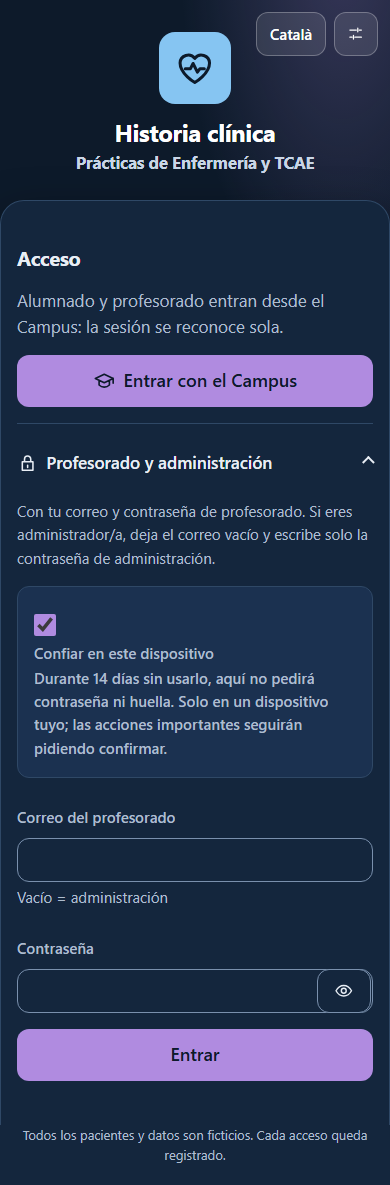 Català
Historia clínica
Prácticas de Enfermería y TCAE
Acceso
Alumnado y profesorado entran desde el
Campus: la sesión se reconoce sola.
Entrar con el Campus
Profesorado y administración
Con tu correo y contraseña de profesorado. Si eres
administrador/a, deja el correo vacío y escribe solo la
contraseña de administración.
Confiar en este dispositivo
Durante 14 días sin usarlo, aquí no pedirá
contraseña ni huella. Solo en un dispositivo
tuyo; las acciones importantes seguirán
pidiendo confirmar.
Correo del profesorado
Vacío = administración
Contraseña
Entrar
Todos los pacientes y datos son ficticios. Cada acceso queda
registrado.